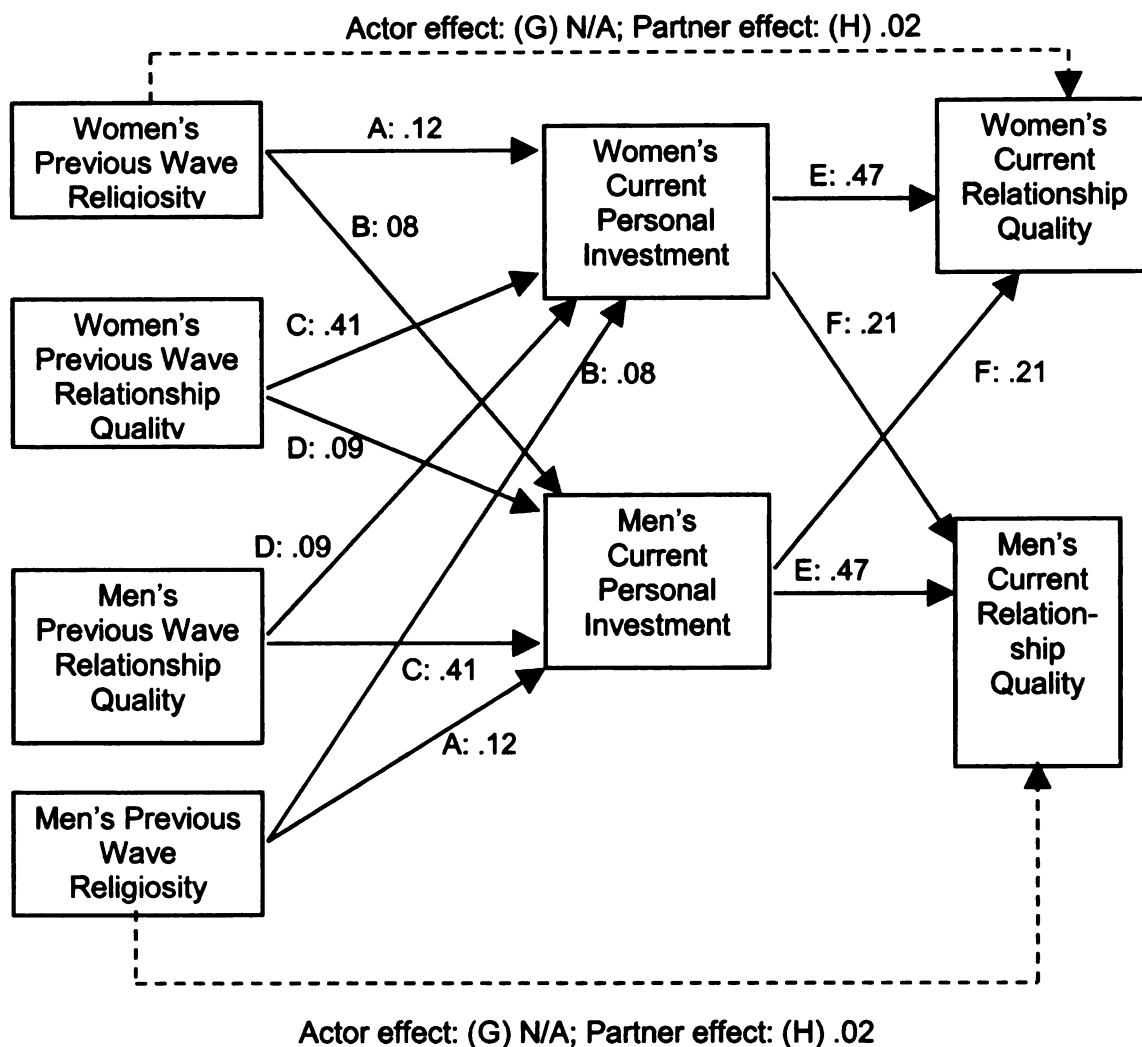 Actor effect: (G) N/A; Partner effect: (H) .02
Women's
Previous Wave
Religiosity
A: .12
Women's
Current
Personal
Investment
E: .47
Women's
Current
Relationship
Quality
B: 08
Women's
Previous Wave
Relationship
Quality
C: .41
F: .21
B: .08
F: .21
D: .09
Men's
Current
Personal
Investment
D: .09
Men's
Previous Wave
Relationship
Quality
E: .47
Men's
Current
Relation-
ship
Quality
C: .41
A: .12
Men's Previous
Wave
Religiosity
Actor effect: (G) N/A; Partner effect: (H) .02